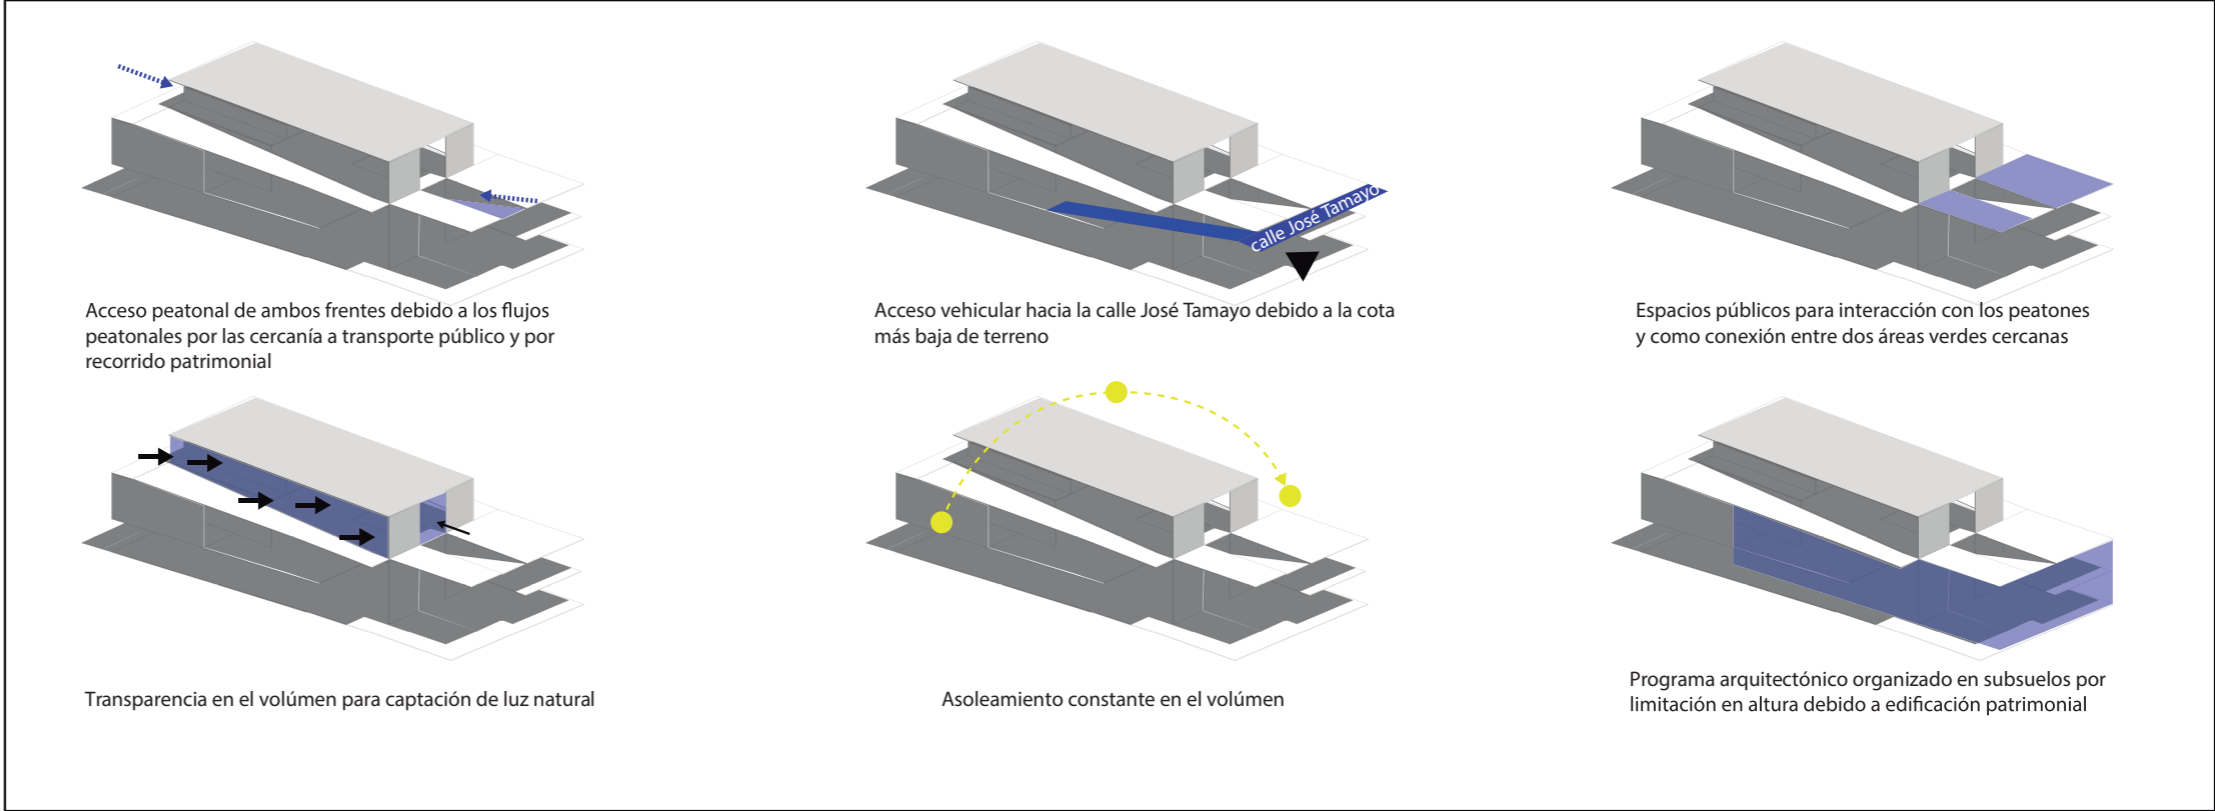 calle José Tamayo
Acceso peatonal de ambos frentes debido a los flujos
peatonales por las cercanía a transporte público y por
recorrido patrimonial
Acceso vehicular hacia la calle José Tamayo debido a la cota
más baja de terreno
Espacios públicos para interacción con los peatones
y como conexión entre dos áreas verdes cercanas
Transparencia en el volúmen para captación de luz natural
Asoleamiento constante en el volúmen
Programa arquitectónico organizado en subsuelos por
limitación en altura debido a edificación patrimonial